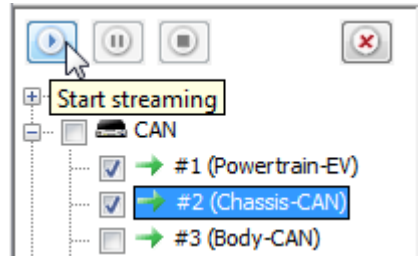 Start streaming
CAN
#1 (Powertrain-EV)
#2 (Chassis-CAN)
#3 (Body-CAN)